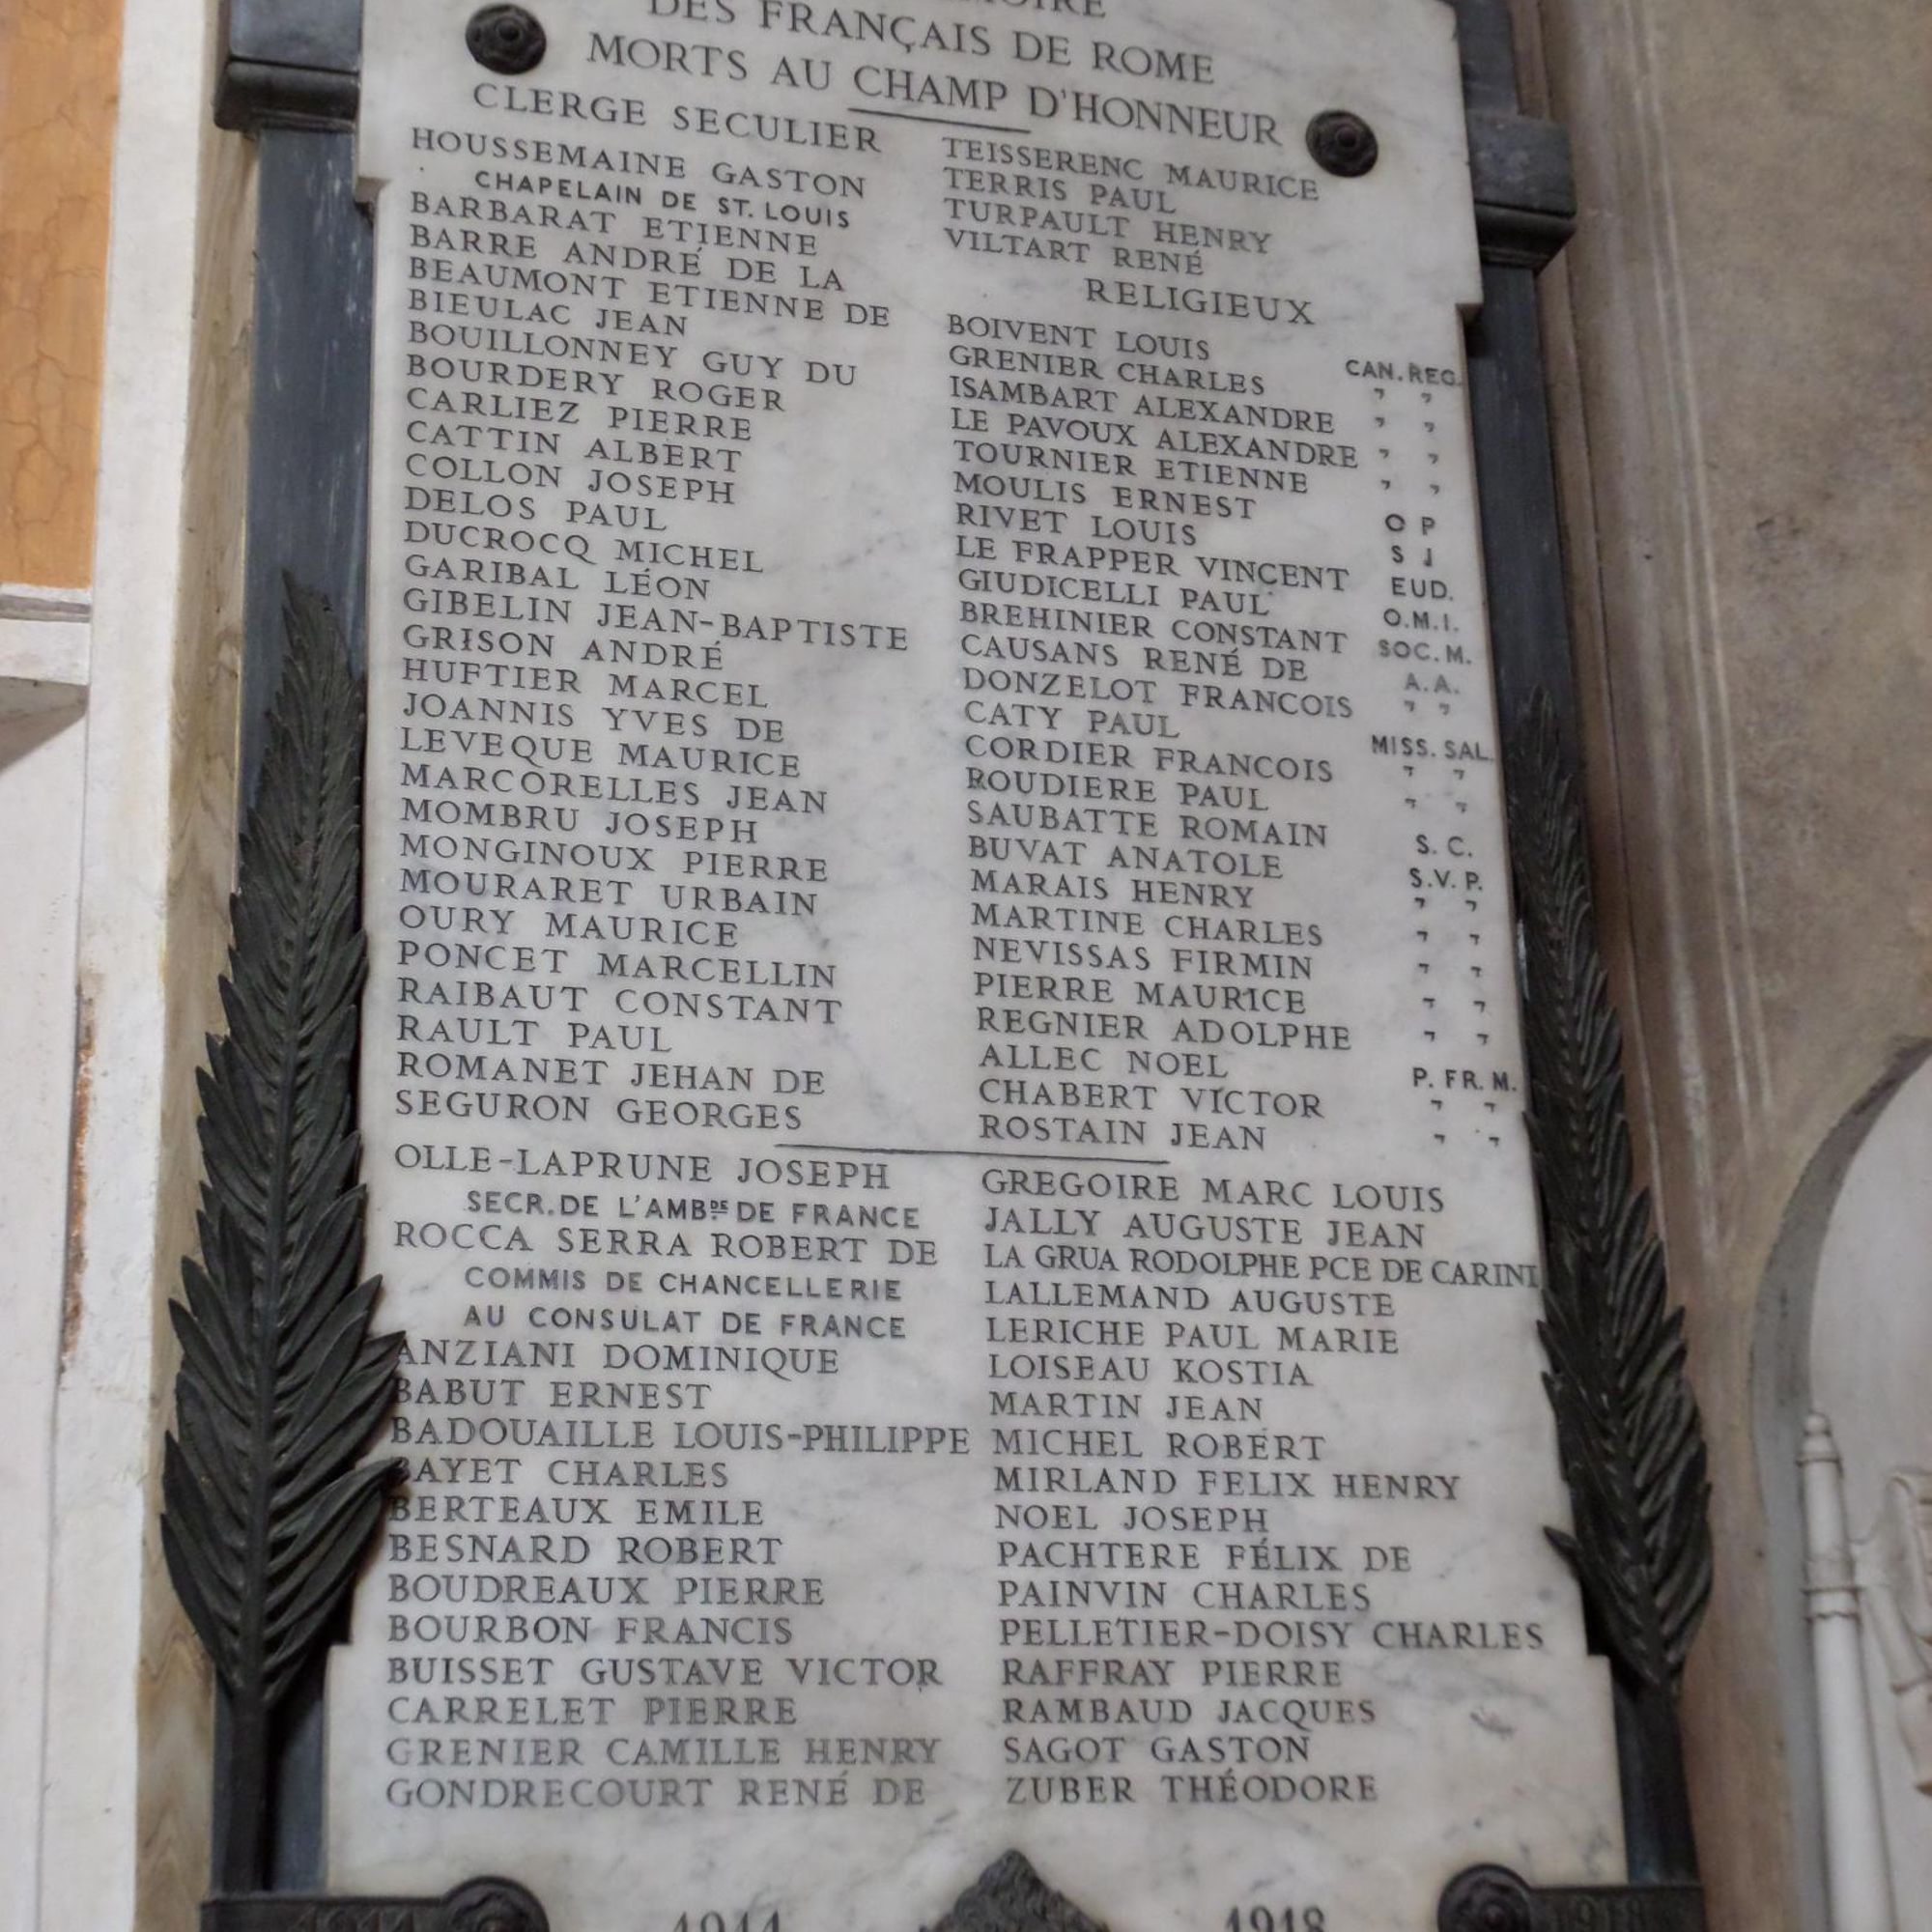 MOIRE
DES FRANÇAIS DE ROME
MORTS AU CHAMP D'HONNEUR
CLERGE SECULIER
HOUSSEMAINE GASTON
CHAPELAIN DE ST. LOUIS
BARBARAT ETIENNE
BARRE ANDRÉ DE LA
BEAUMONT ETIENNE DE
BIEULAC JEAN
BOUILLONNEY GUY DU
BOURDERY ROGER
CARLIEZ PIERRE
CATTIN ALBERT
COLLON JOSEPH
DELOS PAUL
DUCROCQ MICHEL
GARIBAL LÉON
GIBELIN JEAN-BAPTISTE
GRISON ANDRÉ
HUFTIER MARCEL
JOANNIS YVES DE
LEVEQUE MAURICE
MARCORELLES JEAN
MOMBRU JOSEPH
MONGINOUX PIERRE
MOURARET URBAIN
OURY MAURICE
PONCET MARCELLIN
RAIBAUT CONSTANT
RAULT PAUL
ROMANET JEHAN DE
SEGURON GEORGES
TEISSERENC MAURICE
TERRIS PAUL
TURPAULT HENRY
VILTART RENÉ
RELIGIEUX
BOIVENT LOUIS CAN. REG.
GRENIER CHARLES " "
ISAMBART ALEXANDRE " "
LE PAVOUX ALEXANDRE " "
TOURNIER ETIENNE " "
MOULIS ERNEST O P
RIVET LOUIS S J
LE FRAPPER VINCENT EUD.
GIUDICELLI PAUL O.M.I.
BREHINIER CONSTANT SOC. M.
CAUSANS RENÉ DE A.A.
DONZELOT FRANCOIS " "
CATY PAUL MISS. SAL.
CORDIER FRANCOIS " "
ROUDIERE PAUL " "
SAUBATTE ROMAIN S. C.
BUVAT ANATOLE S.V.P.
MARAIS HENRY " "
MARTINE CHARLES " "
NEVISSAS FIRMIN " "
PIERRE MAURICE " "
REGNIER ADOLPHE " "
ALLEC NOEL P. FR. M.
CHABERT VICTOR " "
ROSTAIN JEAN " "
OLLE-LAPRUNE JOSEPH
SECR. DE L'AMBDE DE FRANCE
ROCCA SERRA ROBERT DE
COMMIS DE CHANCELLERIE
AU CONSULAT DE FRANCE
ANZIANI DOMINIQUE
BABUT ERNEST
BADOUAILLE LOUIS-PHILIPPE
BAYET CHARLES
BERTEAUX EMILE
BESNARD ROBERT
BOUDREAUX PIERRE
BOURBON FRANCIS
BUISSET GUSTAVE VICTOR
CARRELET PIERRE
GRENIER CAMILLE HENRY
GONDRECOURT RENÉ DE
GREGOIRE MARC LOUIS
JALLY AUGUSTE JEAN
LA GRUA RODOLPHE PCE DE CARINI
LALLEMAND AUGUSTE
LERICHE PAUL MARIE
LOISEAU KOSTIA
MARTIN JEAN
MICHEL ROBERT
MIRLAND FELIX HENRY
NOEL JOSEPH
PACHTERE FÉLIX DE
PAINVIN CHARLES
PELLETIER-DOISY CHARLES
RAFFRAY PIERRE
RAMBAUD JACQUES
SAGOT GASTON
ZUBER THÉODORE
1914 1914 1918 1918